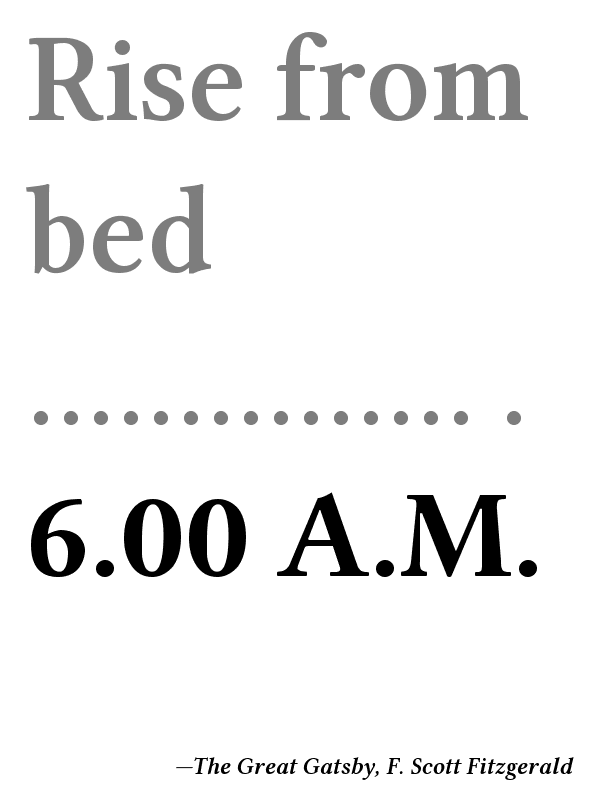 Rise from
bed
............... .
6.00 A.M.
—The Great Gatsby, F. Scott Fitzgerald